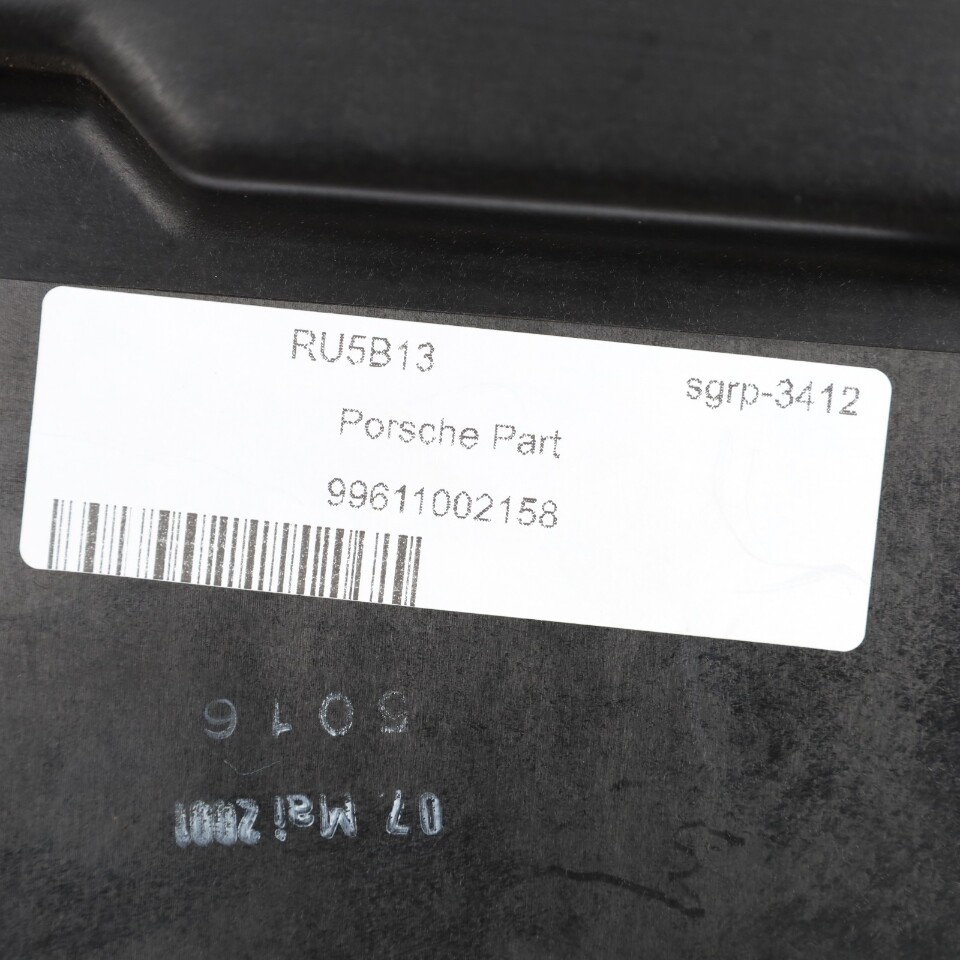 RU5B13
sgrp-3412
Porsche Part
99611002158
5016
07. Mai 2001